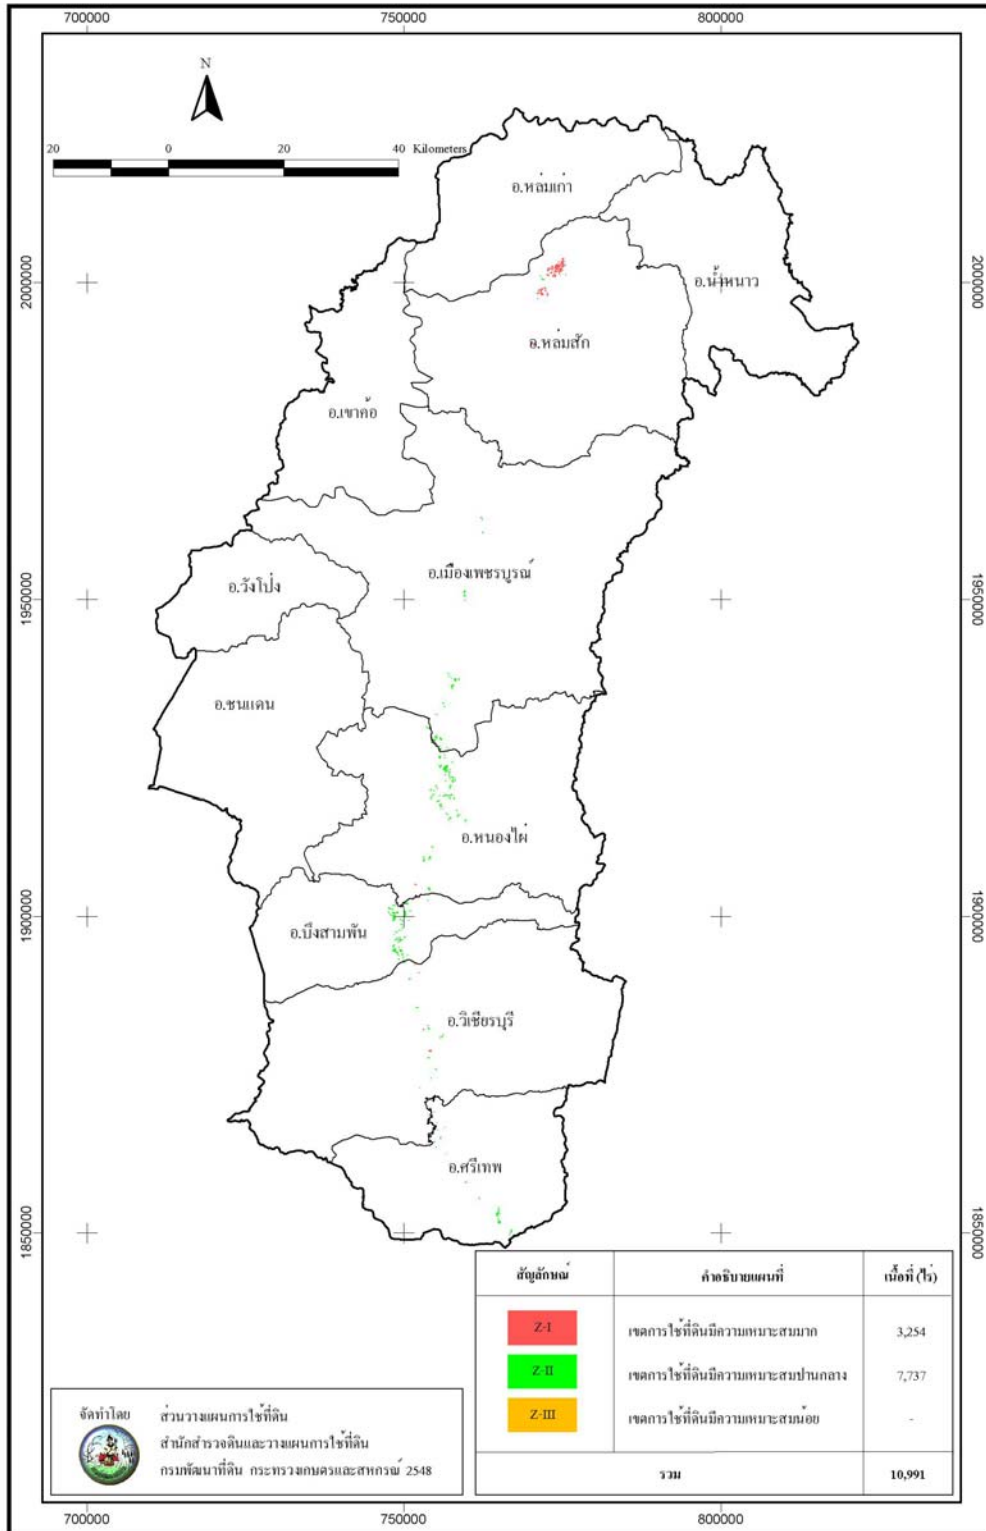 700000 750000 800000
N
20 0 20 40 Kilometers
อ.หล่มเก่า
2000000 อ.น้ำหนาว 2000000
อ.หล่มสัก
อ.เขาค้อ
อ.เมืองเพชรบูรณ์
อ.วังโป่ง
1950000 1950000
อ.ชนแดน
อ.หนองไผ่
1900000 1900000
อ.บึงสามพัน
อ.วิเชียรบุรี
อ.ศรีเทพ
1850000 1850000
สัญลักษณ์ คำอธิบายแผนที่ เนื้อที่ (ไร่)
Z-I เขตการใช้ที่ดินมีความเหมาะสมมาก 3,254
Z-II เขตการใช้ที่ดินมีความเหมาะสมปานกลาง 7,737
Z-III เขตการใช้ที่ดินมีความเหมาะสมน้อย -
รวม 10,991
จัดทำโดย ส่วนวางแผนการใช้ที่ดิน
สำนักสำรวจดินและวางแผนการใช้ที่ดิน
กรมพัฒนาที่ดิน กระทรวงเกษตรและสหกรณ์ 2548
700000 750000 800000